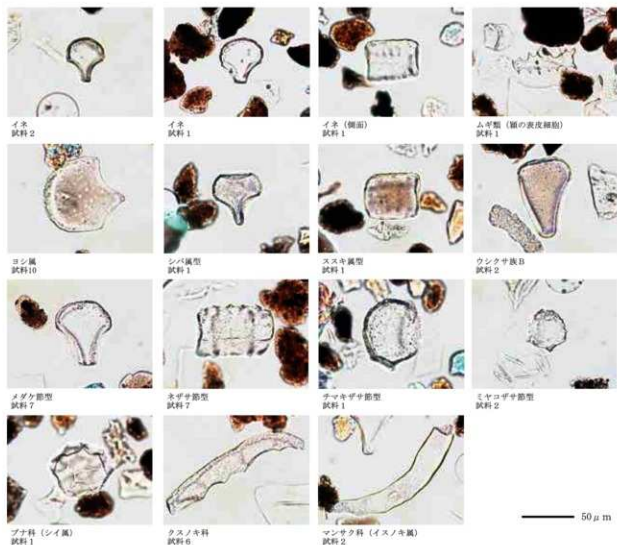 イネ
試料2
イネ
試料1
イネ（側面）
試料1
ムギ類（穎の表皮細胞）
試料1
ヨシ属
試料10
シバ属型
試料1
ススキ属型
試料1
ウシクサ族B
試料2
メダケ節型
試料7
ネザサ節型
試料7
チマキザサ節型
試料1
ミヤコザサ節型
試料2
ブナ科（シイ属）
試料1
クスノキ科
試料6
マンサク科（イスノキ属）
試料2
50μm